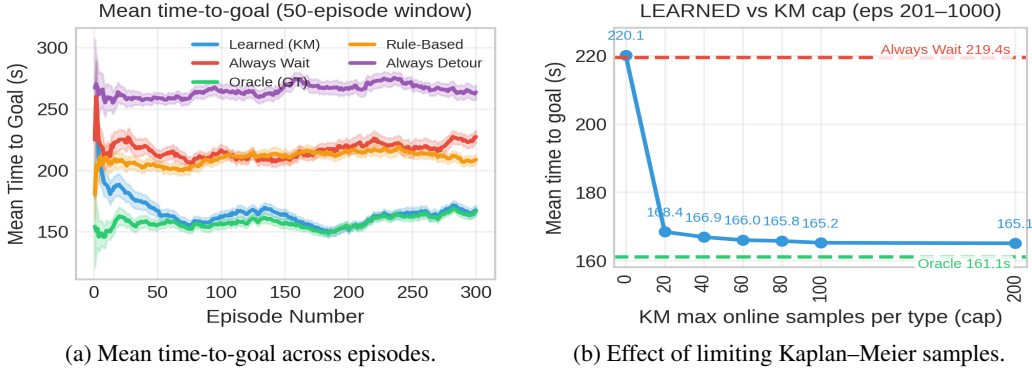 Mean time-to-goal (50-episode window)
Mean Time to Goal (s)
300
250
200
150
Learned (KM)
Always Wait
Oracle (GT)
Rule-Based
Always Detour
0 50 100 150 200 250 300
Episode Number
(a) Mean time-to-goal across episodes.
LEARNED vs KM cap (eps 201–1000)
Mean time to goal (s)
220
200
180
160
220.1
Always Wait 219.4s
168.4 166.9 166.0 165.8 165.2 165.1
Oracle 161.1s
0 20 40 60 80 100 200
KM max online samples per type (cap)
(b) Effect of limiting Kaplan–Meier samples.